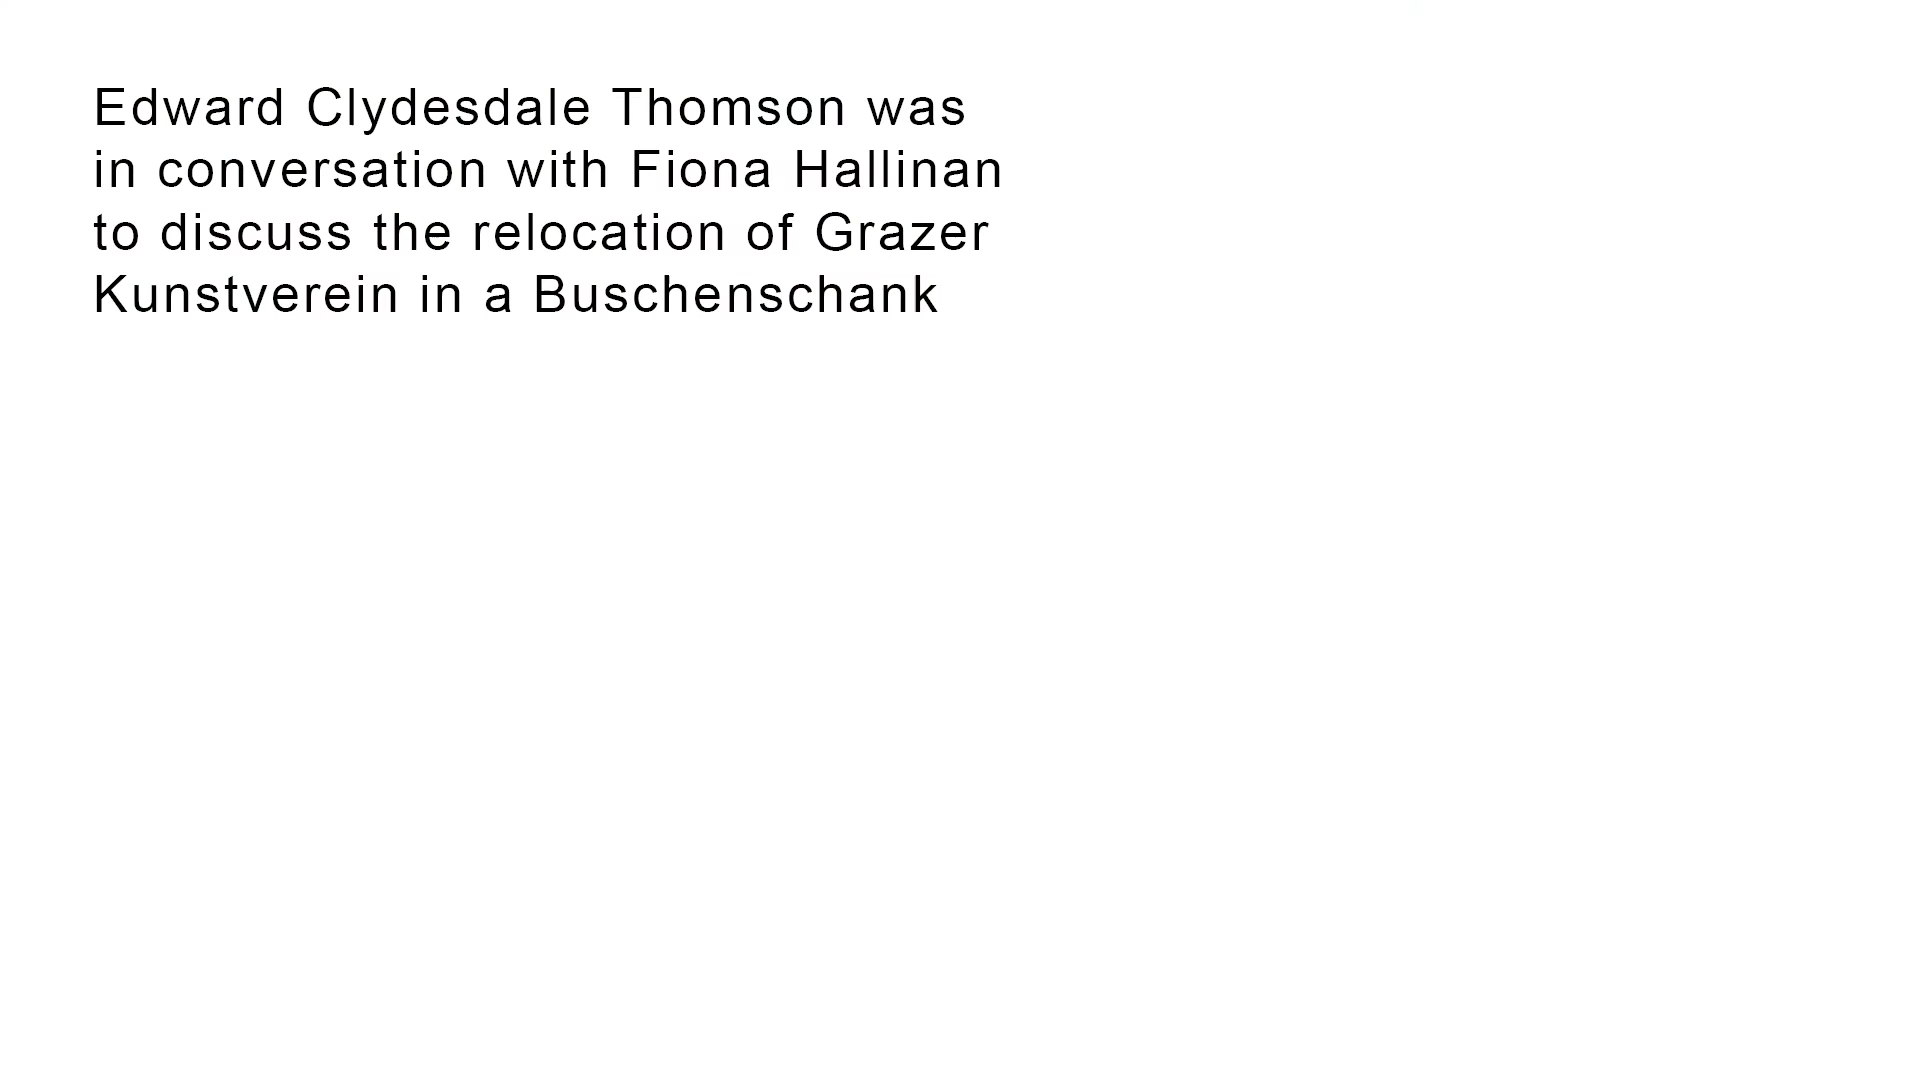 Edward Clydesdale Thomson was
in conversation with Fiona Hallinan
to discuss the relocation of Grazer
Kunstverein in a Buschenschank